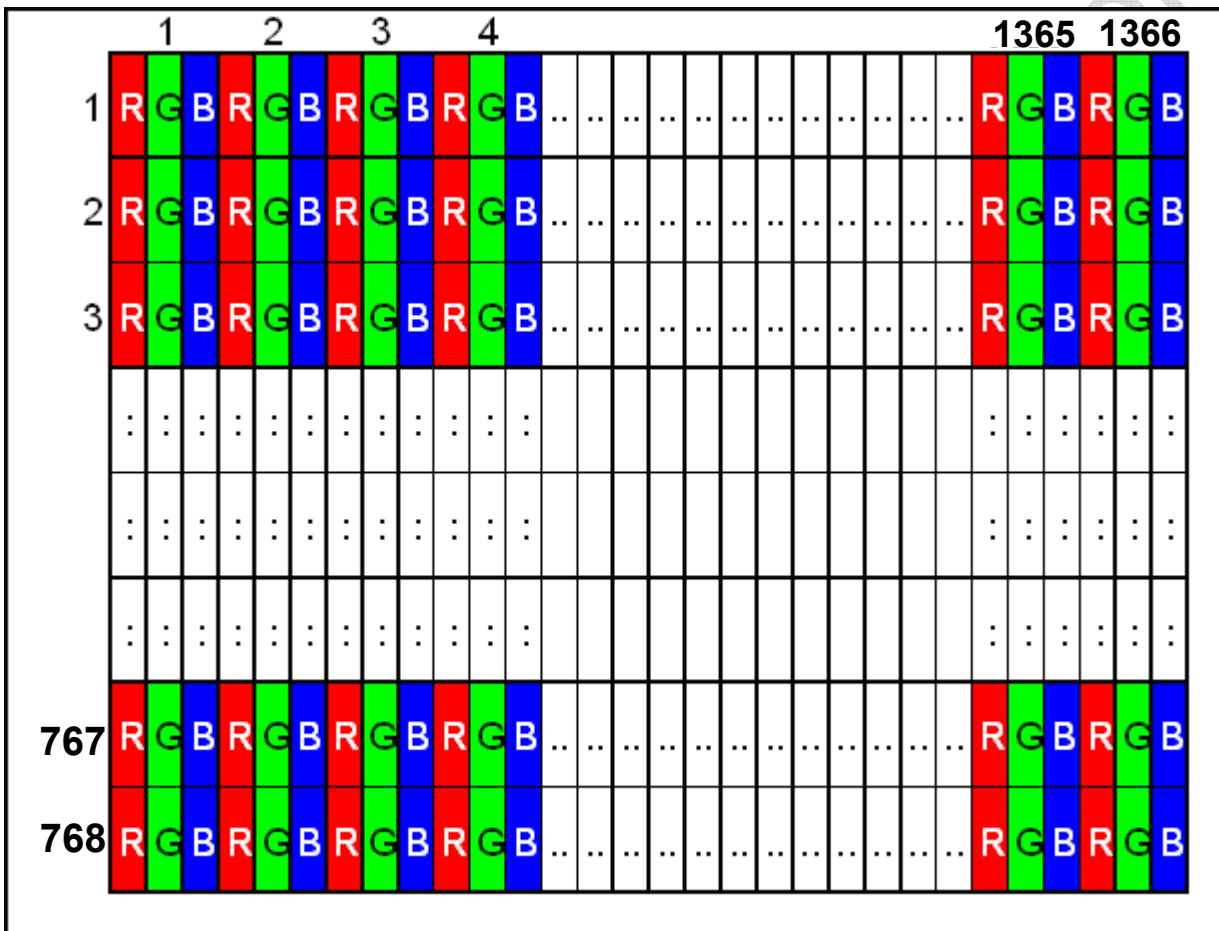 1 2 3 4 1365 1366
1 R G B R G B R G B R G B .. .. .. .. .. .. .. .. .. .. .. .. R G B R G B
2 R G B R G B R G B R G B .. .. .. .. .. .. .. .. .. .. .. .. R G B R G B
3 R G B R G B R G B R G B .. .. .. .. .. .. .. .. .. .. .. .. R G B R G B
: : : : : : : : : : : : : : : : : :
: : : : : : : : : : : : : : : : : :
: : : : : : : : : : : : : : : : : :
767 R G B R G B R G B R G B .. .. .. .. .. .. .. .. .. .. .. .. R G B R G B
768 R G B R G B R G B R G B .. .. .. .. .. .. .. .. .. .. .. .. R G B R G B